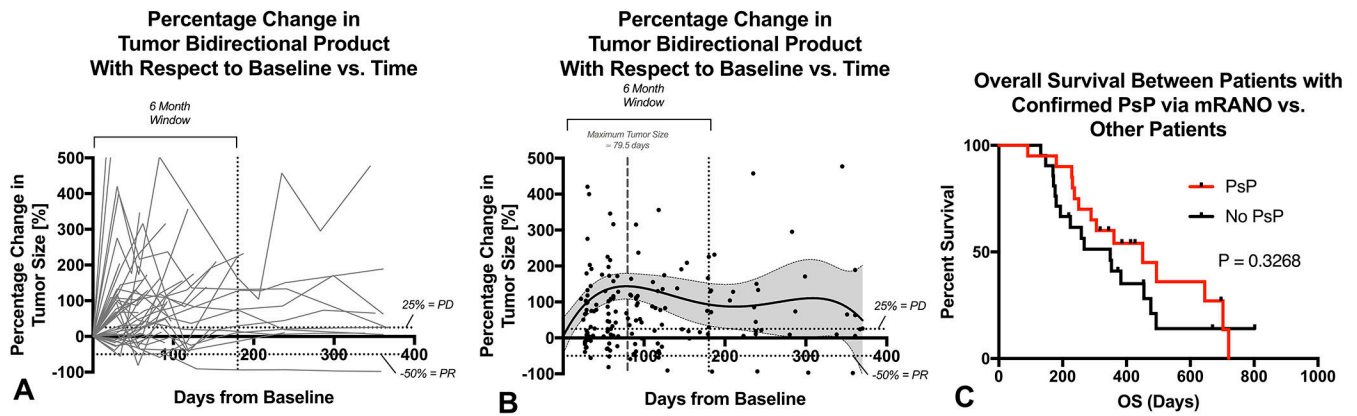 Percentage Change in
Tumor Bidirectional Product
With Respect to Baseline vs. Time
6 Month
Window
500
400
300
200
100
0
-100
100
200
300
400
Percentage Change in
Tumor Size [%]
25% = PD
-50% = PR
Days from Baseline
A
Percentage Change in
Tumor Bidirectional Product
With Respect to Baseline vs. Time
6 Month
Window
Maximum Tumor Size
= 79.5 days
500
400
300
200
100
0
-100
100
200
300
400
Percentage Change in
Tumor Size [%]
25% = PD
-50% = PR
Days from Baseline
B
Overall Survival Between Patients with
Confirmed PsP via mRANO vs.
Other Patients
100
50
0
Percent Survival
PsP
No PsP
P = 0.3268
0
200
400
600
800
1000
OS (Days)
C